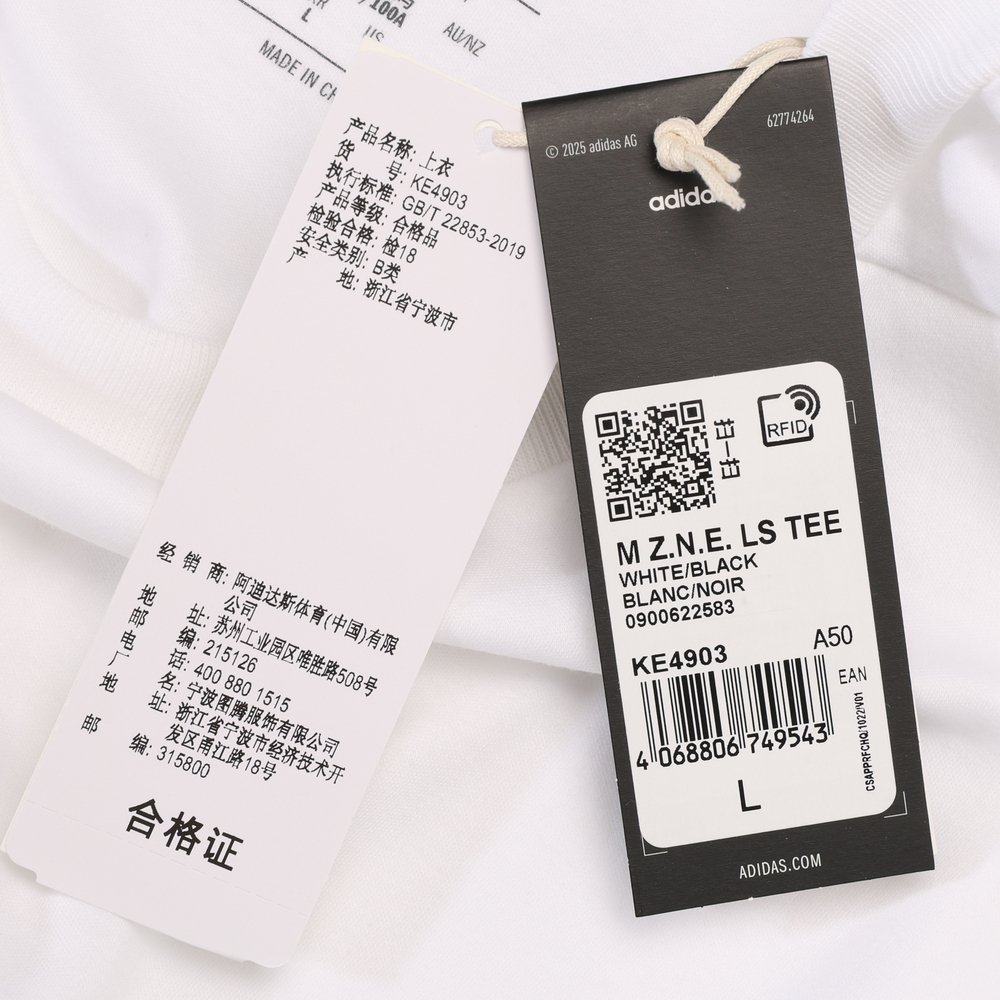 /100A
L
AU/NZ
MADE IN CH
产品名称: 上衣
货 号: KE4903
执行标准: GB/T 22853-2019
产品等级: 合格品
检验合格: 检18
安全类别: B类
产 地: 浙江省宁波市
经 销 商: 阿迪达斯体育(中国)有限
公司
地 址: 苏州工业园区唯胜路508号
邮 编: 215126
电 话: 400 880 1515
厂 名: 宁波图腾服饰有限公司
地 址: 浙江省宁波市经济技术开
发区甬江路18号
邮 编: 315800
合格证
© 2025 adidas AG
62774264
adida
RFID
M Z.N.E. LS TEE
WHITE/BLACK
BLANC/NOIR
0900622583
KE4903
A50
EAN
4 068806 749543
CSAPPRFCHQ/1022/V01
L
ADIDAS.COM